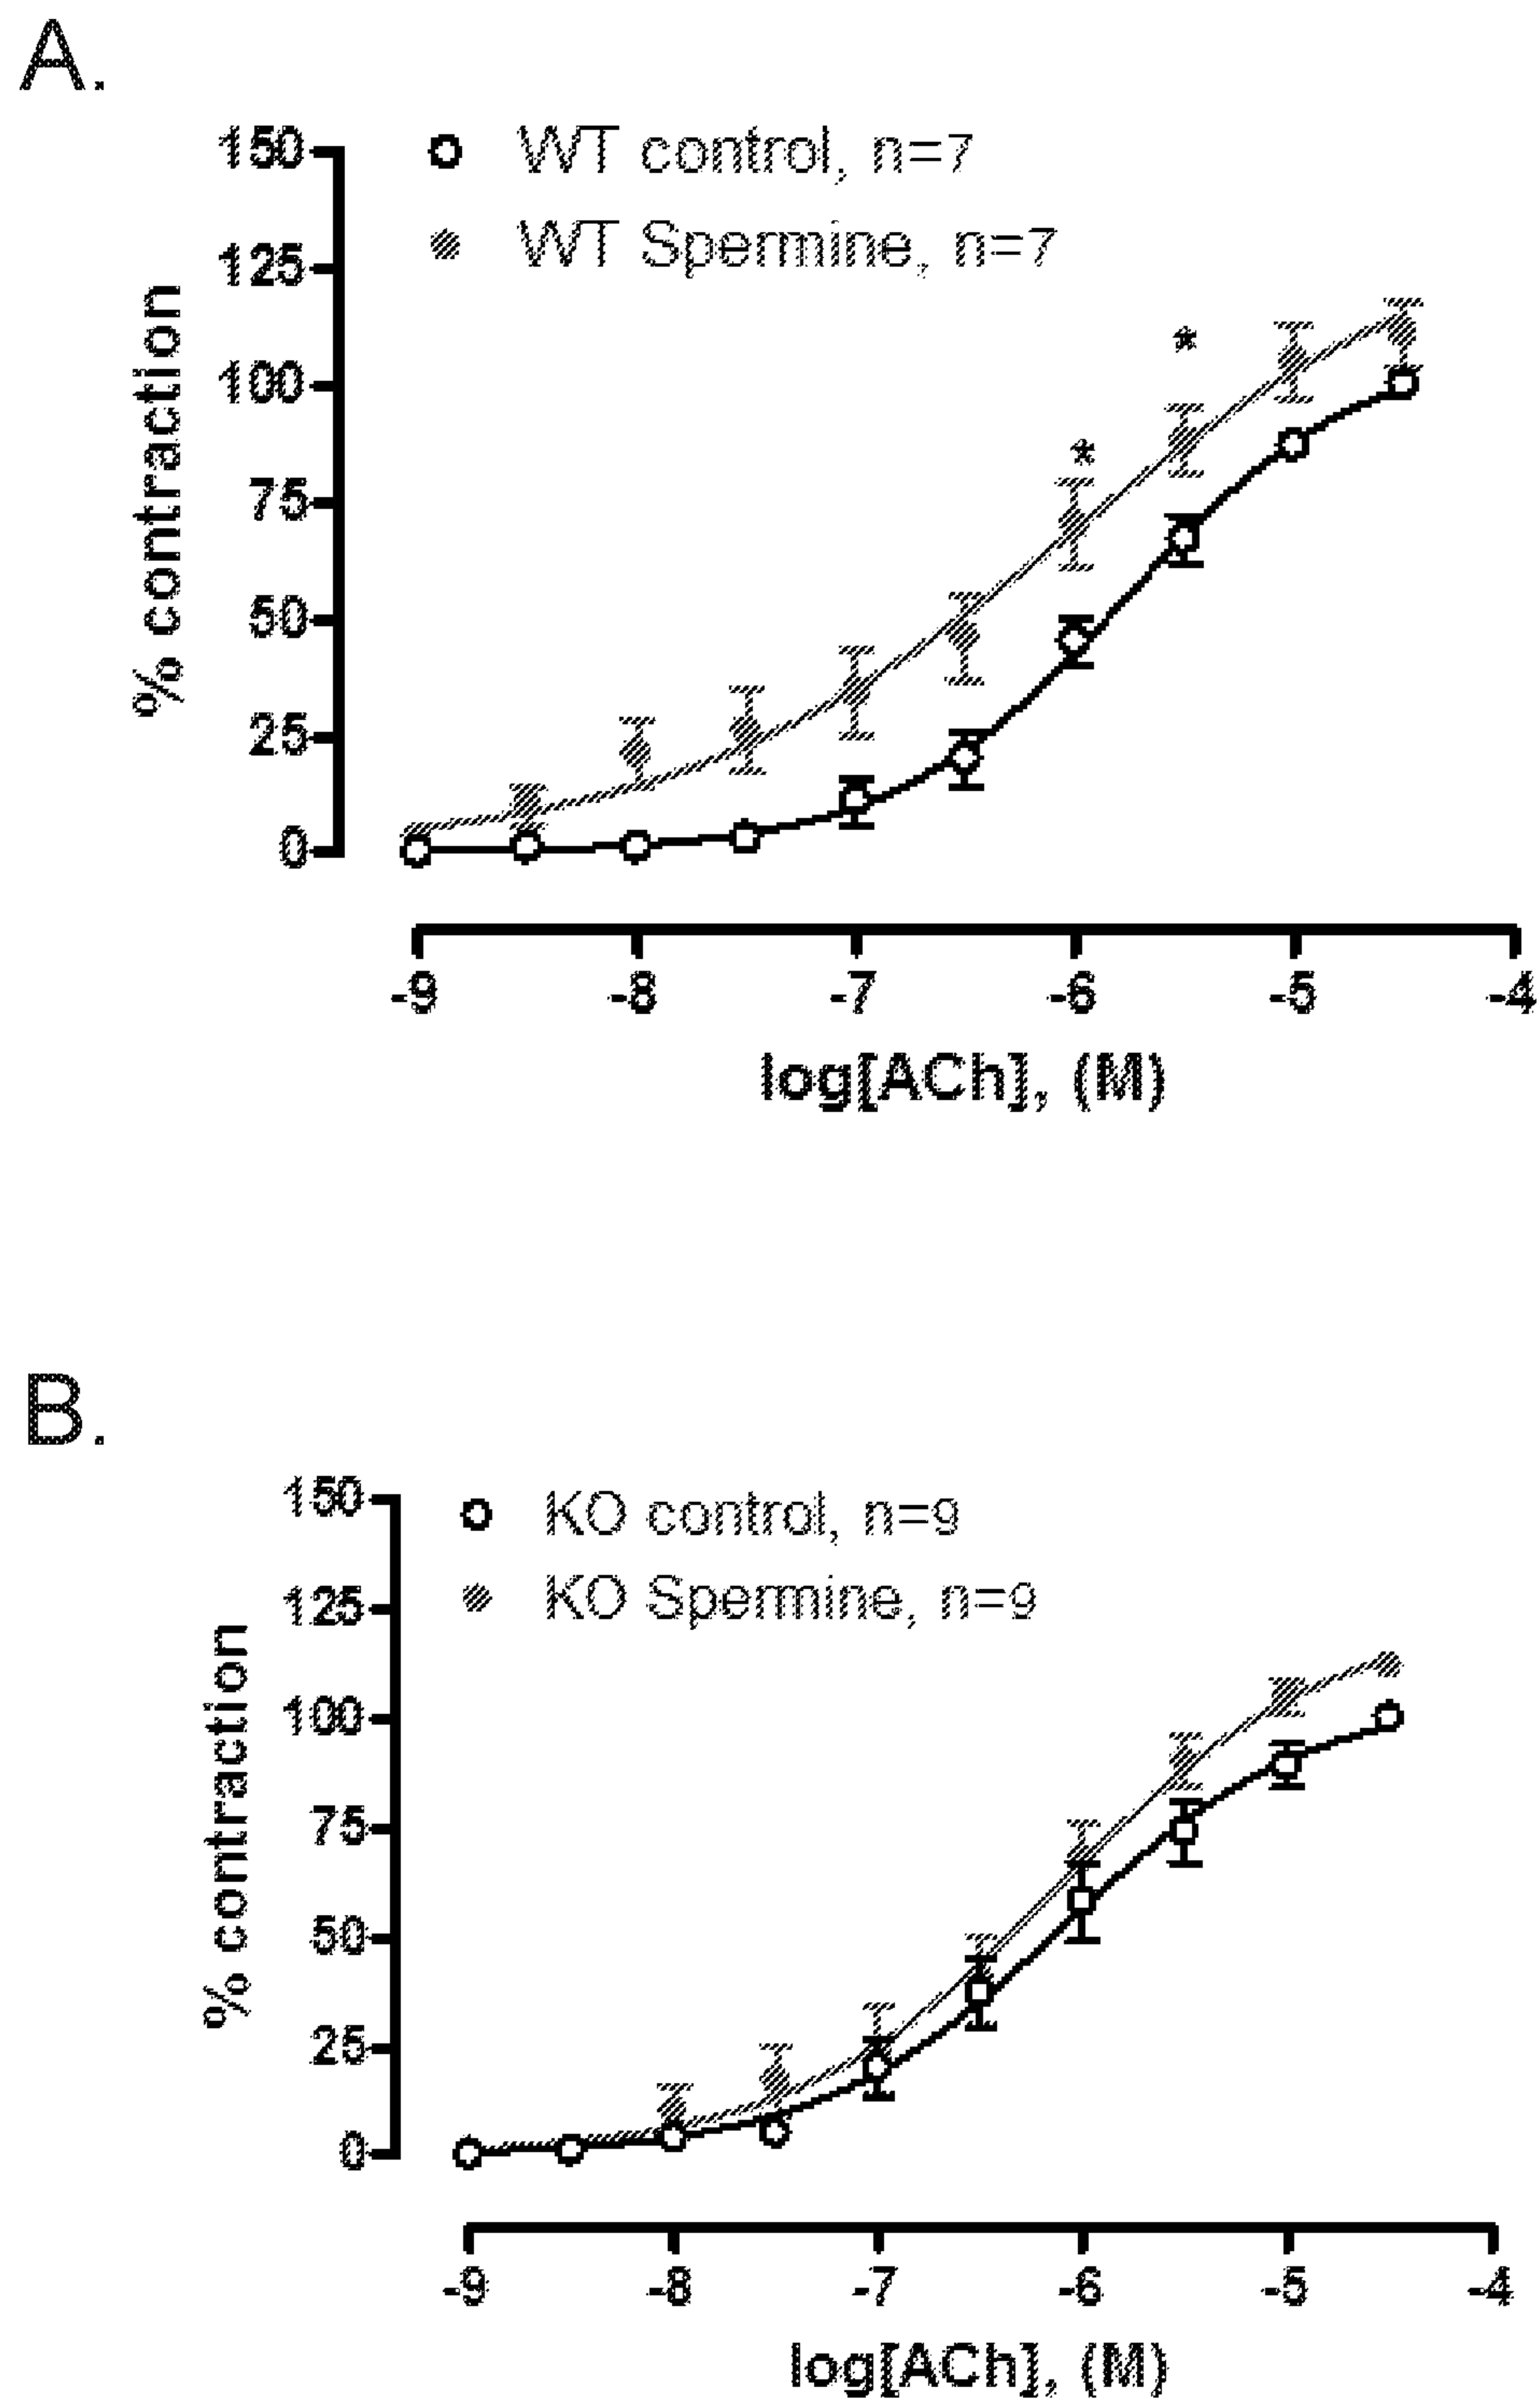 A.
150
WT control, n=7
WT Spermine, n=7
125
100
75
50
25
0
% contraction
*
*
-9 -8 -7 -6 -5 -4
log[ACh], (M)
B.
150
KO control, n=9
KO Spermine, n=9
125
100
75
50
25
0
% contraction
-9 -8 -7 -6 -5 -4
log[ACh], (M)